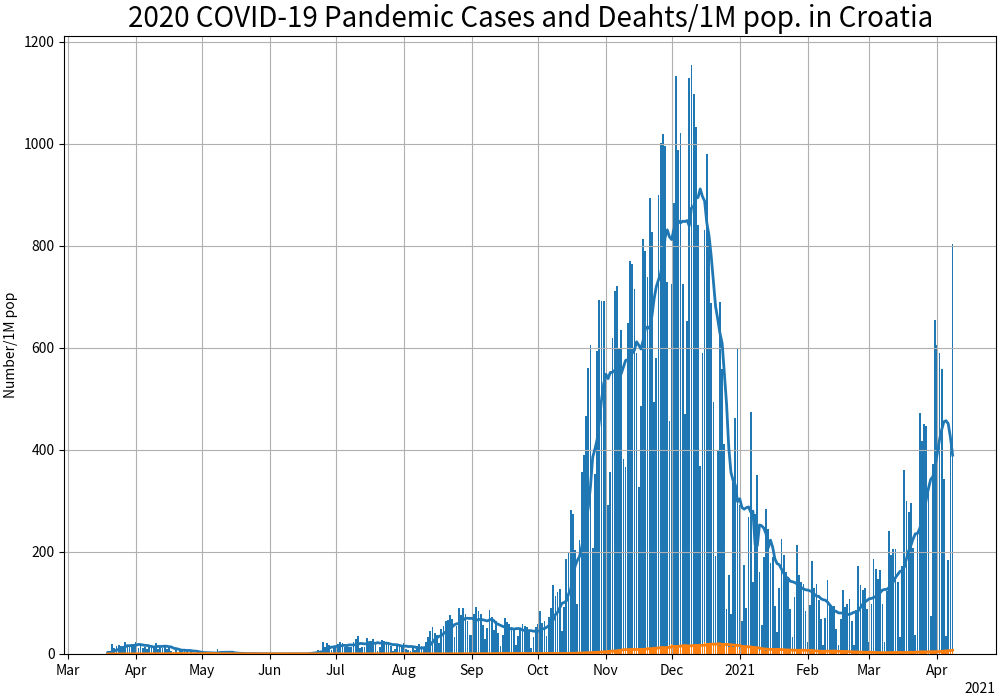 2020 COVID-19 Pandemic Cases and Deahts/1M pop. in Croatia
Number/1M pop
1200
1000
800
600
400
200
0
Mar Apr May Jun Jul Aug Sep Oct Nov Dec 2021 Feb Mar Apr
2021